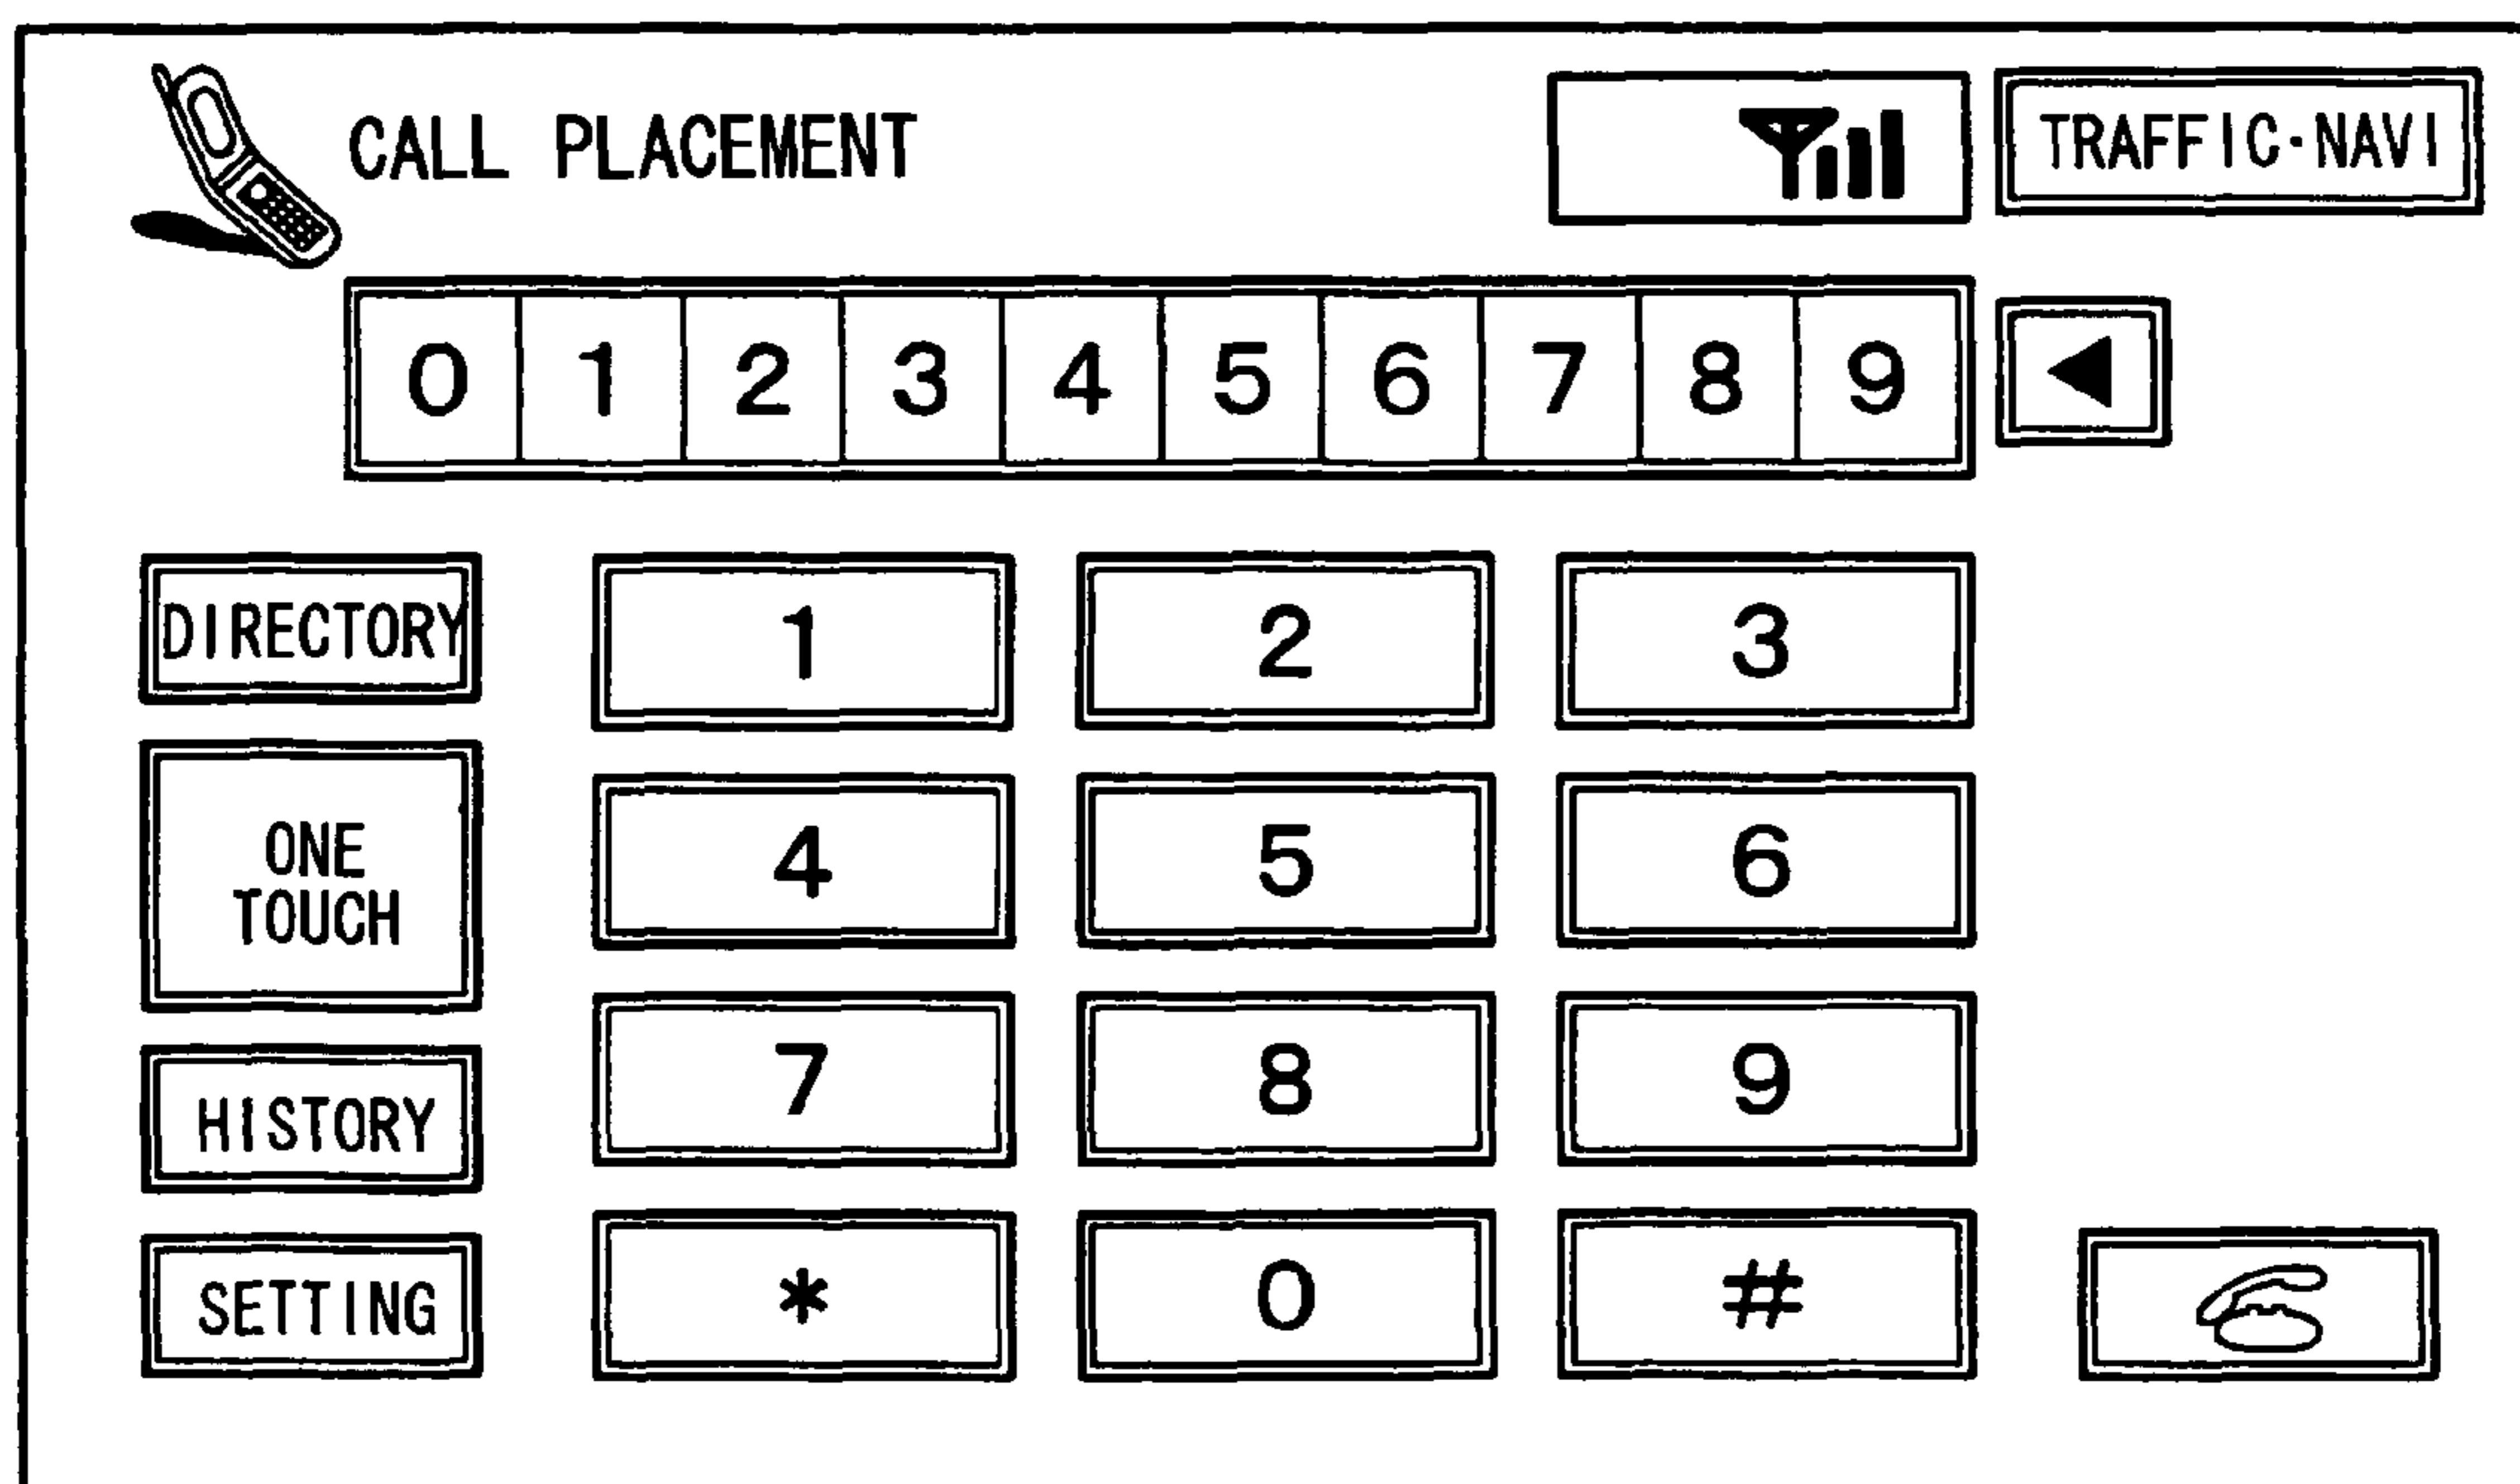 CALL PLACEMENT
TRAFFIC·NAVI
0 1 2 3 4 5 6 7 8 9
DIRECTORY
1 2 3
ONE
TOUCH
4 5 6
HISTORY
7 8 9
SETTING
* 0 #